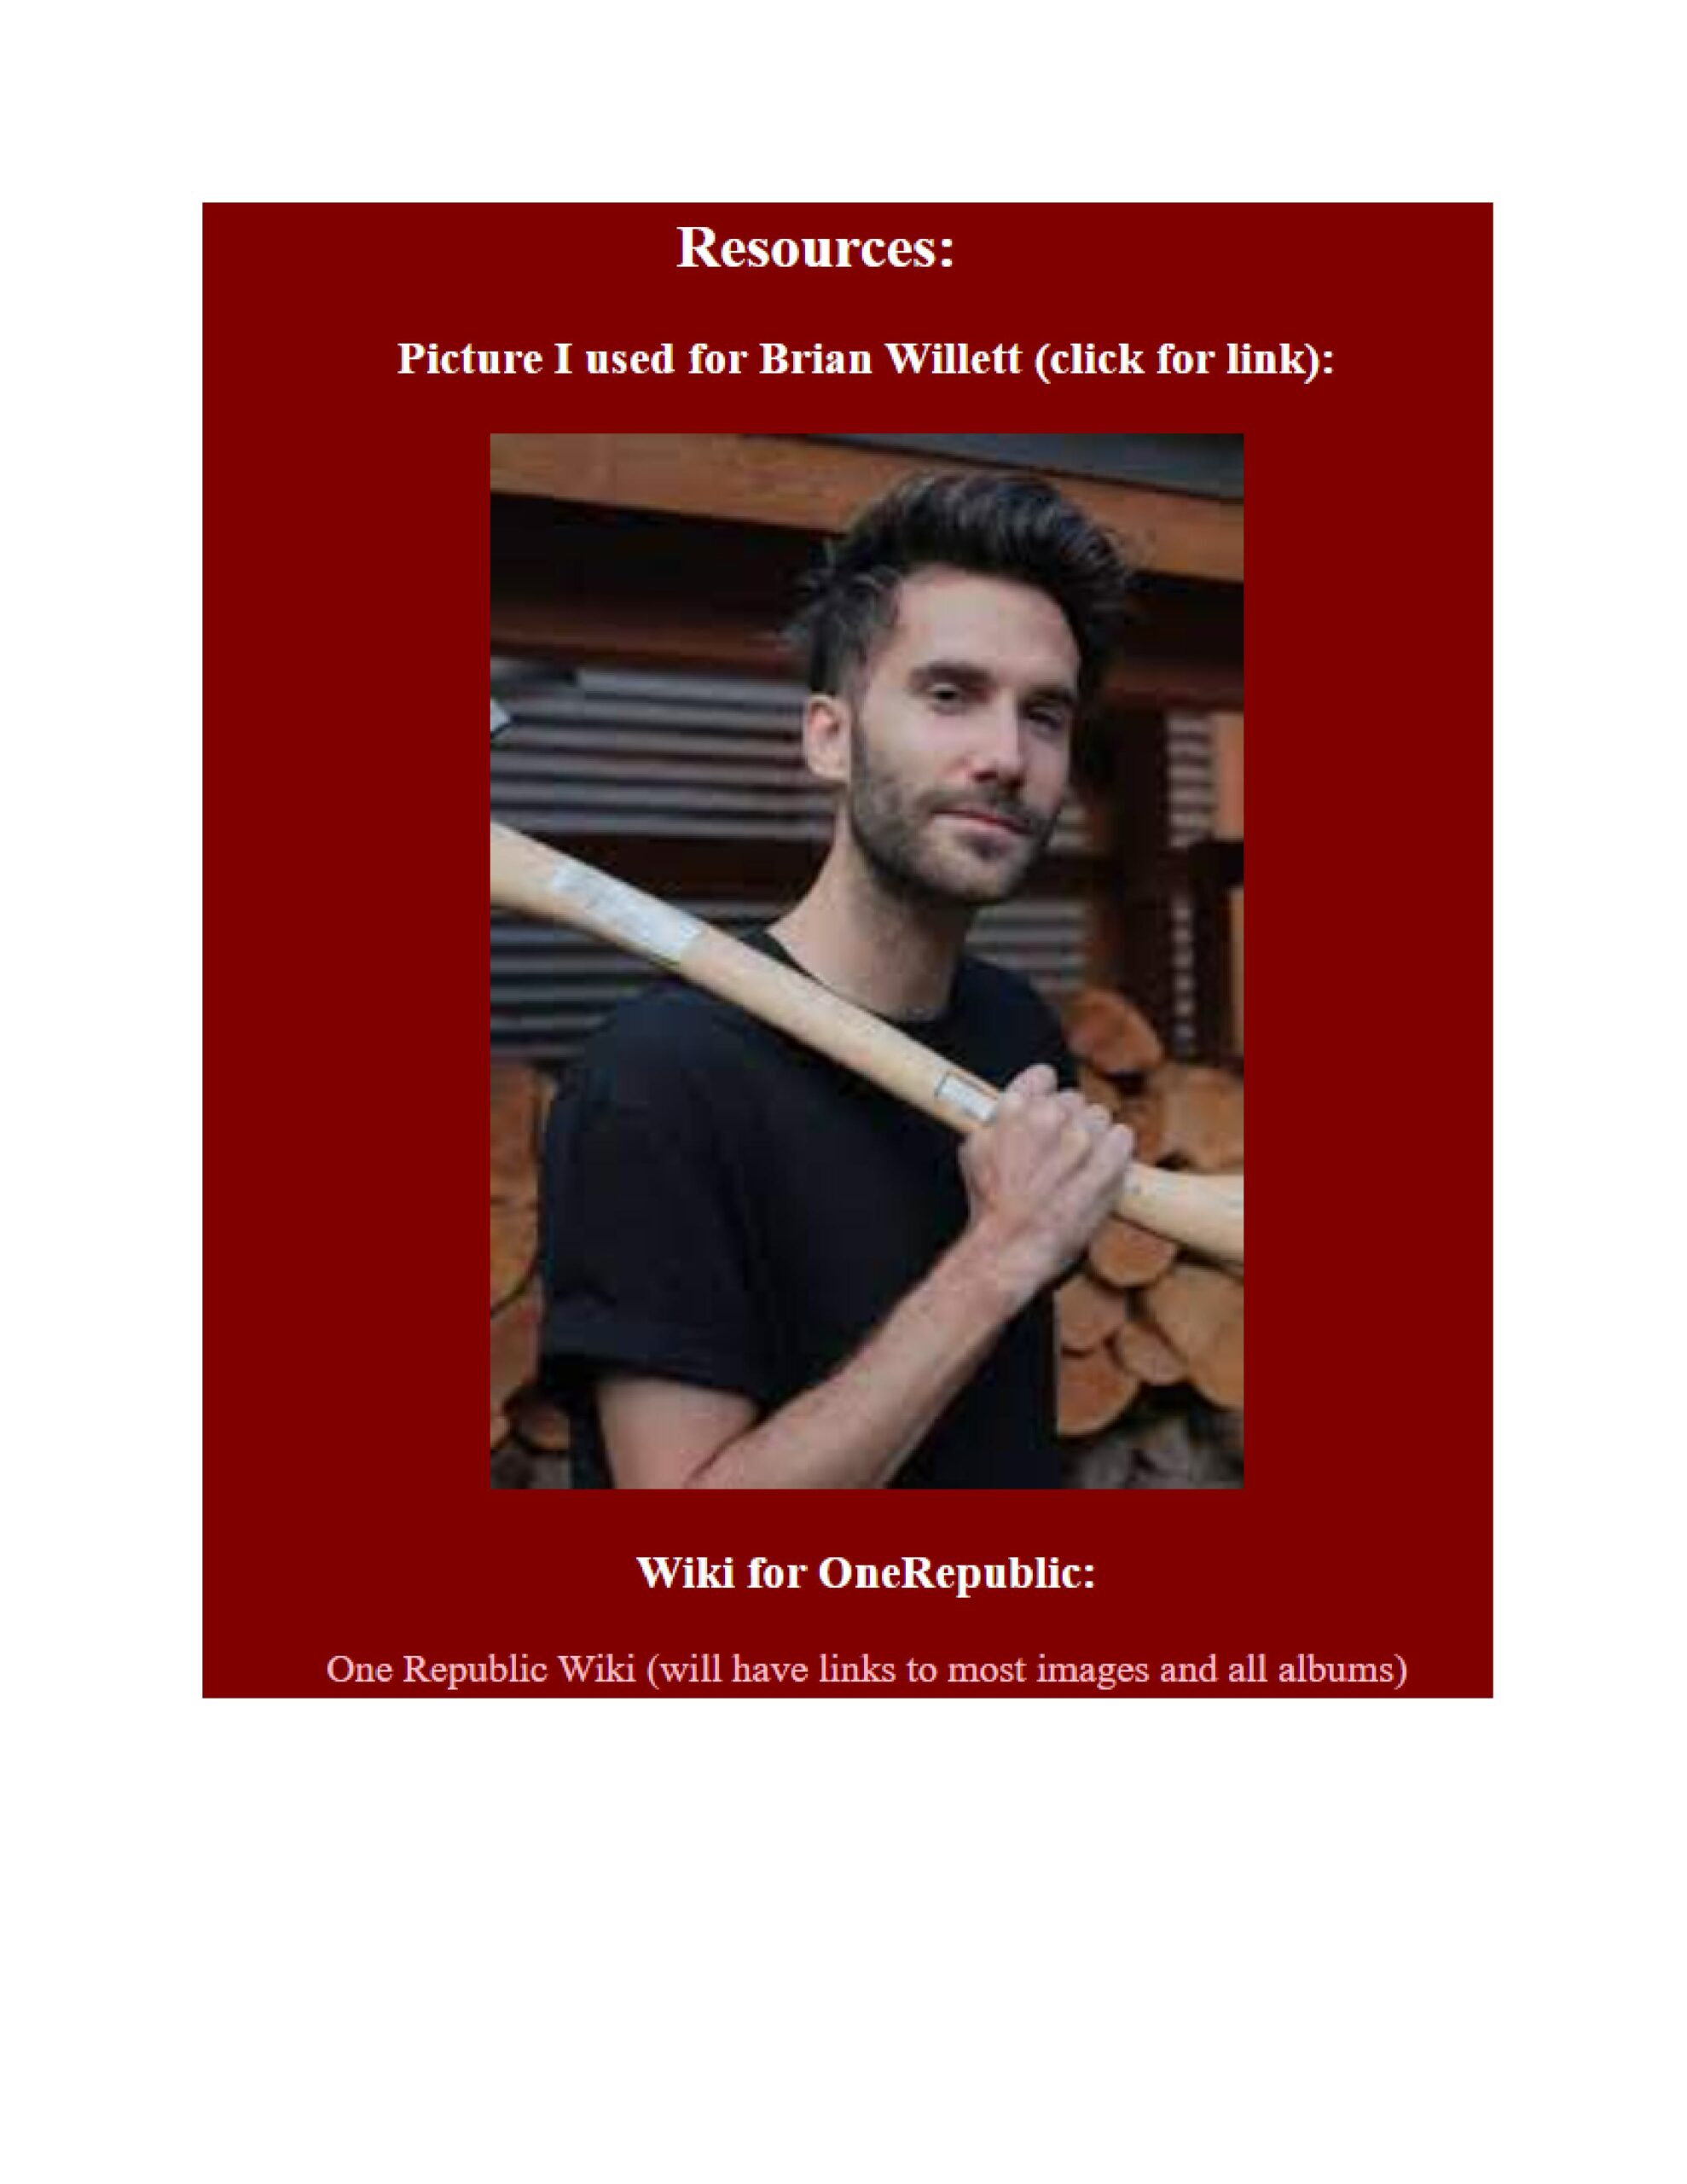 Resources:
Picture I used for Brian Willett (click for link):
Wiki for OneRepublic:
One Republic Wiki (will have links to most images and all albums)